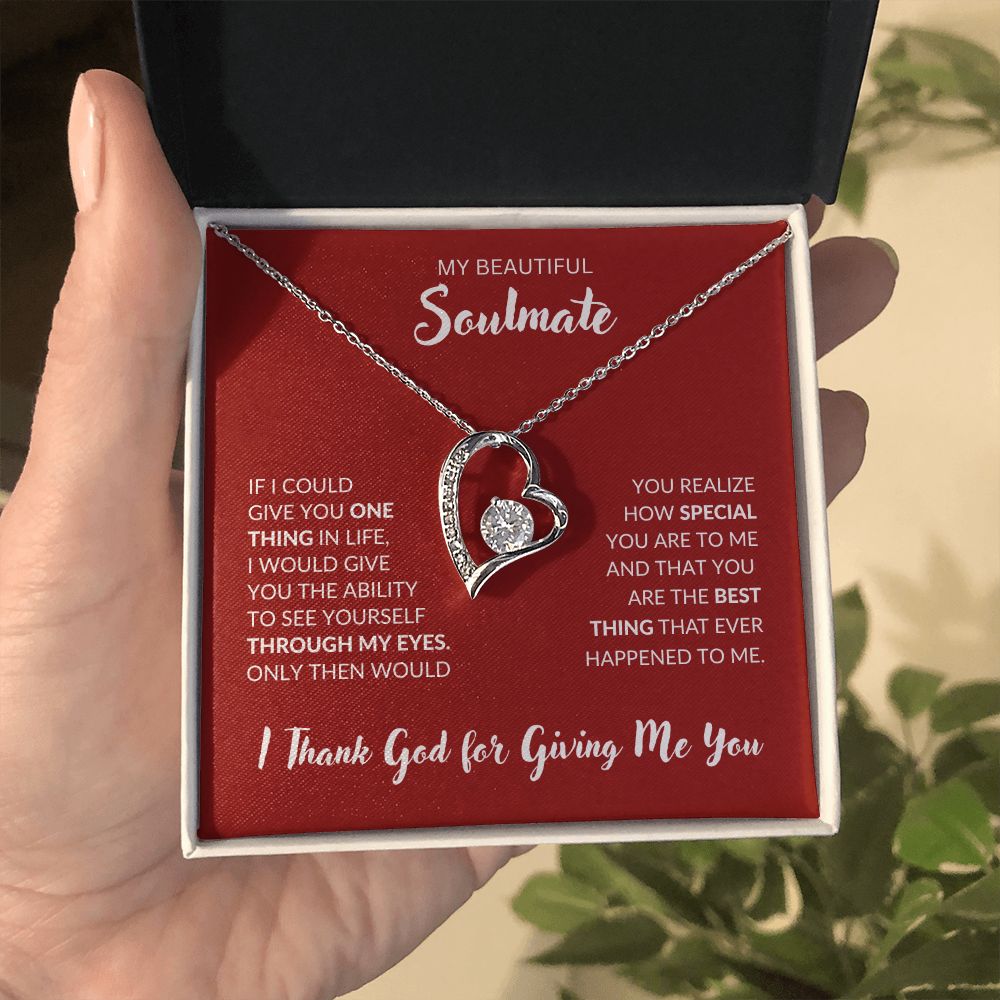 MY BEAUTIFUL
Soulmate
IF I COULD
GIVE YOU ONE
THING IN LIFE,
I WOULD GIVE
YOU THE ABILITY
TO SEE YOURSELF
THROUGH MY EYES.
ONLY THEN WOULD
YOU REALIZE
HOW SPECIAL
YOU ARE TO ME
AND THAT YOU
ARE THE BEST
THING THAT EVER
HAPPENED TO ME.
I Thank God for Giving Me You